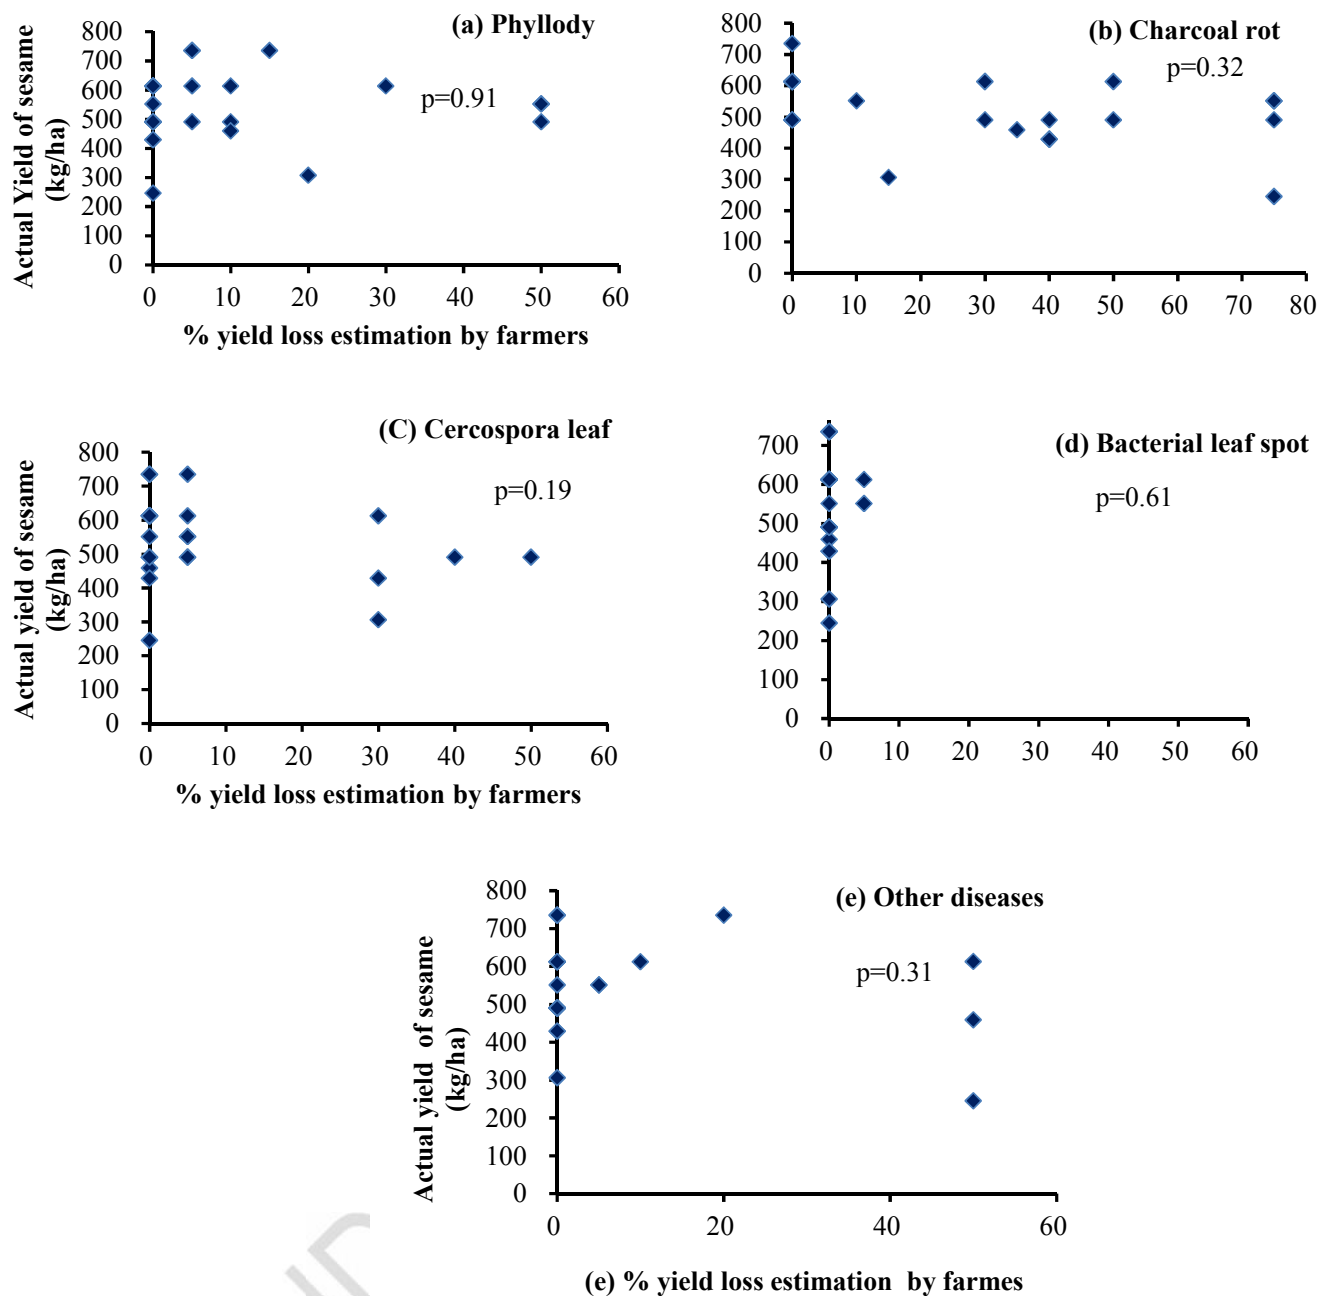 (a) Phyllody
p=0.91
Actual Yield of sesame
(kg/ha)
800
700
600
500
400
300
200
100
0
0 10 20 30 40 50 60
% yield loss estimation by farmers
(b) Charcoal rot
p=0.32
800
700
600
500
400
300
200
100
0
0 10 20 30 40 50 60 70 80
(C) Cercospora leaf
p=0.19
Actual yield of sesame
(kg/ha)
800
700
600
500
400
300
200
100
0
0 10 20 30 40 50 60
% yield loss estimation by farmers
(d) Bacterial leaf spot
p=0.61
700
600
500
400
300
200
100
0
0 10 20 30 40 50 60
(e) Other diseases
p=0.31
Actual yield of sesame
(kg/ha)
800
700
600
500
400
300
200
100
0
0 20 40 60
(e) % yield loss estimation by farmes